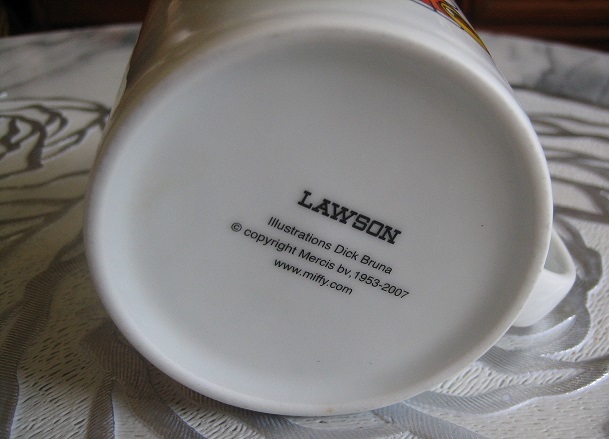 LAWSON
Illustrations Dick Bruna
© copyright Mercis bv, 1953-2007
www.miffy.com